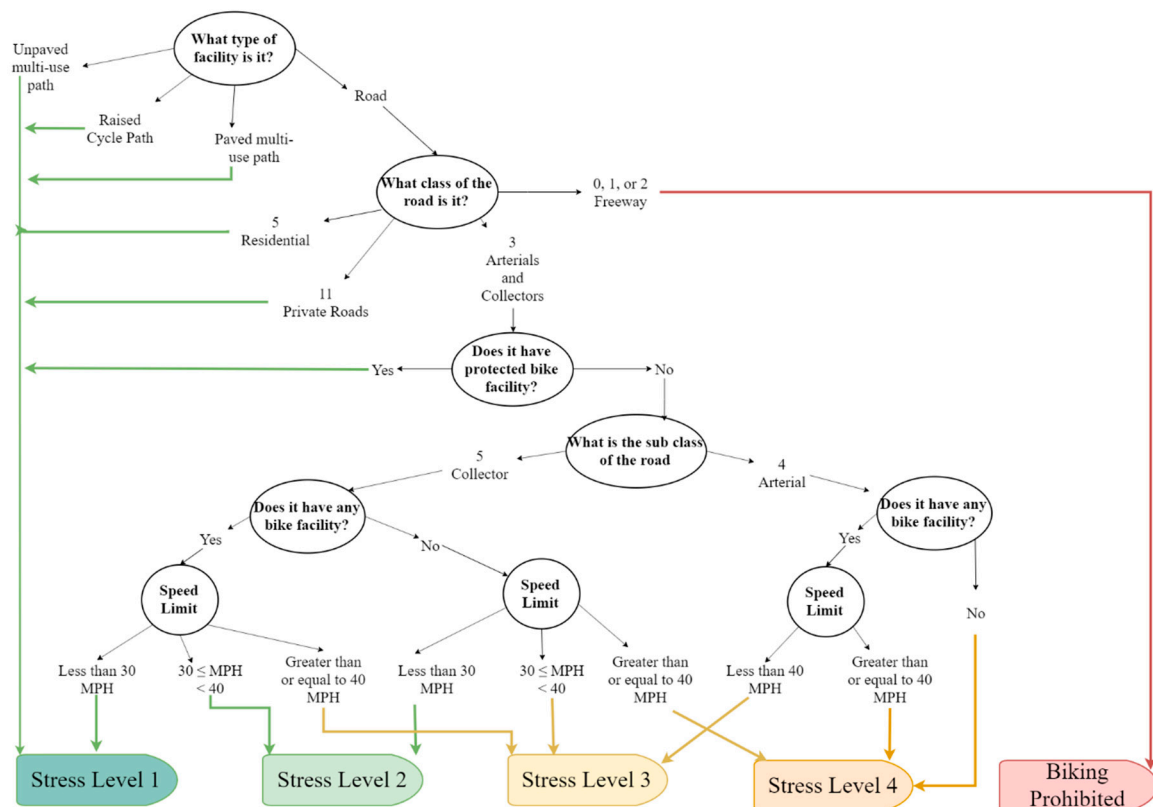 What type of
facility is it?
Unpaved
multi-use
path
Raised
Cycle Path
Paved multi-
use path
Road
What class of the
road is it?
0, 1, or 2
Freeway
5
Residential
11
Private Roads
3
Arterials
and
Collectors
Does it have
protected bike
facility?
Yes
No
What is the sub class
of the road
5
Collector
4
Arterial
Does it have any
bike facility?
Does it have any
bike facility?
Yes
No
Yes
No
Speed
Limit
Speed
Limit
Speed
Limit
Less than 30
MPH
30 ≤ MPH
< 40
Greater than
or equal to 40
MPH
Less than 30
MPH
30 ≤ MPH
< 40
Greater than
or equal to 40
MPH
Less than 40
MPH
Greater than
or equal to 40
MPH
Stress Level 1
Stress Level 2
Stress Level 3
Stress Level 4
Biking
Prohibited